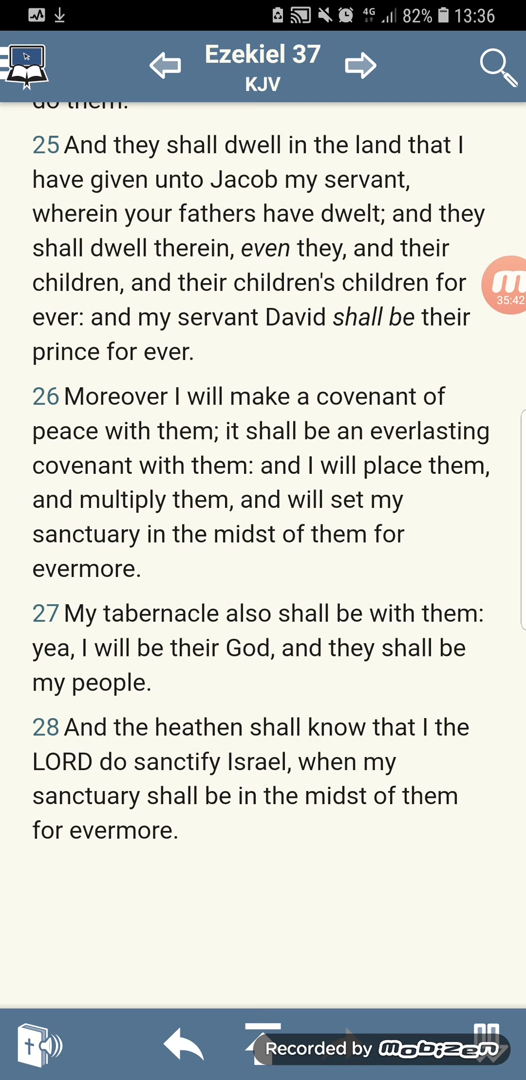 4G 82% 13:36
Ezekiel 37
KJV
do them.
25 And they shall dwell in the land that I
have given unto Jacob my servant,
wherein your fathers have dwelt; and they
shall dwell therein, even they, and their
children, and their children's children for
ever: and my servant David shall be their
prince for ever.
35:42
26 Moreover I will make a covenant of
peace with them; it shall be an everlasting
covenant with them: and I will place them,
and multiply them, and will set my
sanctuary in the midst of them for
evermore.
27 My tabernacle also shall be with them:
yea, I will be their God, and they shall be
my people.
28 And the heathen shall know that I the
LORD do sanctify Israel, when my
sanctuary shall be in the midst of them
for evermore.
Recorded by mobizen